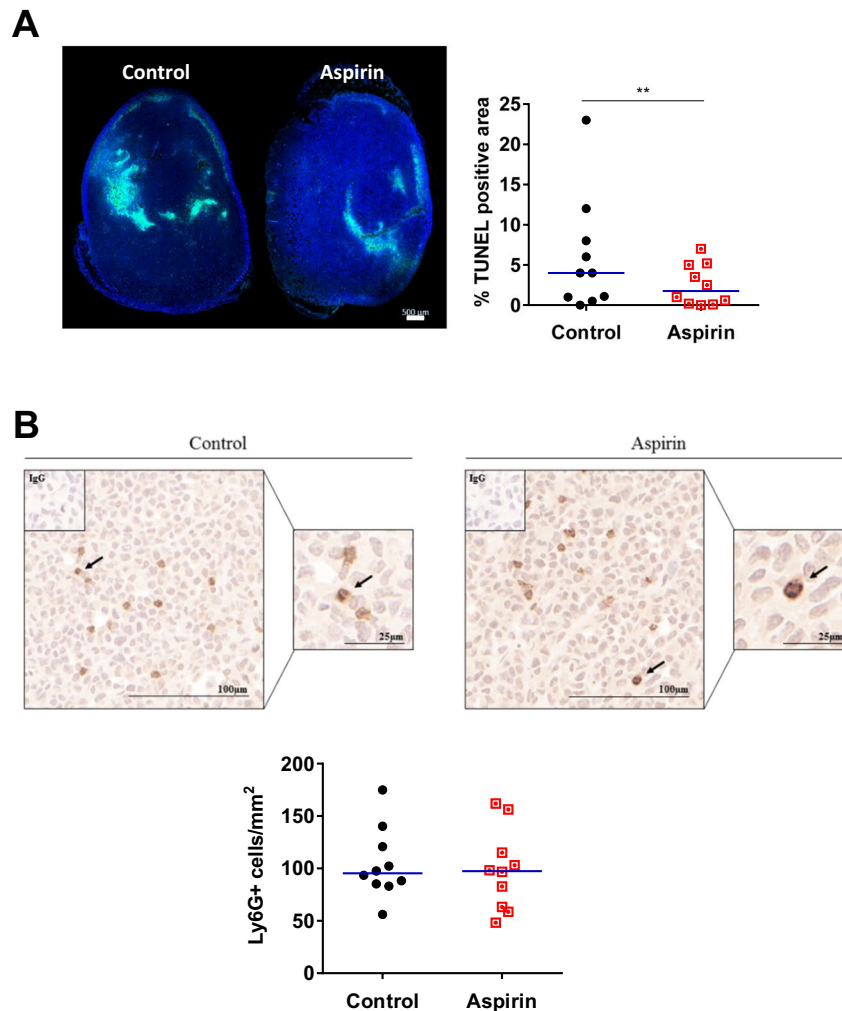 A
Control Aspirin
500 µm
**
% TUNEL positive area
25
20
15
10
5
0
Control Aspirin
B
Control Aspirin
IgG
100µm
25µm
IgG
100µm
25µm
Ly6G+ cells/mm²
200
150
100
50
0
Control Aspirin